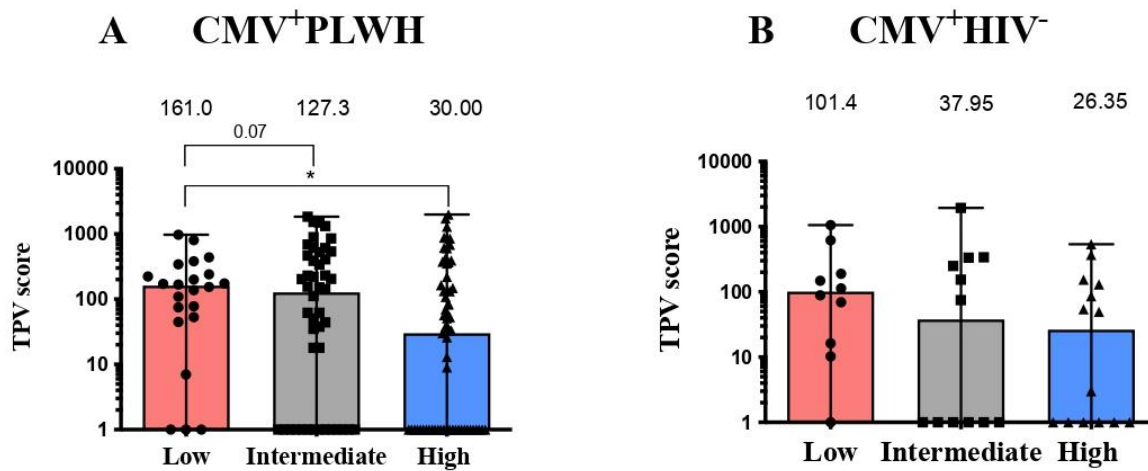 A CMV⁺PLWH
161.0 127.3 30.00
0.07
*
10000
1000
100
10
1
TPV score
Low Intermediate High
B CMV⁺HIV⁻
101.4 37.95 26.35
10000
1000
100
10
1
TPV score
Low Intermediate High